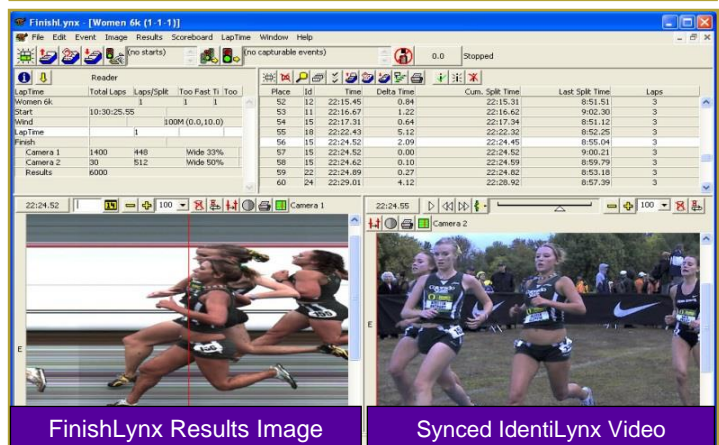 FinishLynx - [Women 6k (1-1-1)]
File Edit Event Image Results Scoreboard LapTime Window Help
(no starts) (no capturable events) 0.0 Stopped
Reader
LapTime Total Laps Laps/Split Too Fast Ti Too
Women 6k 1 1 1
Start 10:30:25.55
Wind 100M (0.0,10.0)
LapTime 1
Finish
Camera 1 1400 448 Wide 33%
Camera 2 30 512 Wide 50%
Results 6000
Place Id Time Delta Time Cum. Split Time Last Split Time Laps
52 12 22:15.45 0.84 22:15.31 8:51.51 3
53 11 22:16.67 1.22 22:16.62 9:02.30 3
54 15 22:17.31 0.64 22:17.34 8:51.12 3
55 18 22:22.43 5.12 22:22.32 8:52.25 3
56 15 22:24.52 2.09 22:24.45 8:55.04 3
57 15 22:24.52 0.00 22:24.52 9:00.21 3
58 15 22:24.62 0.10 22:24.59 8:59.79 3
59 22 22:24.89 0.27 22:24.82 8:53.18 3
60 24 22:29.01 4.12 22:28.92 8:57.39 3
22:24.52 100 Camera 1
22:24.55 100
Camera 2
E
E
Colorado
FinishLynx Results Image
Synced IdentiLynx Video